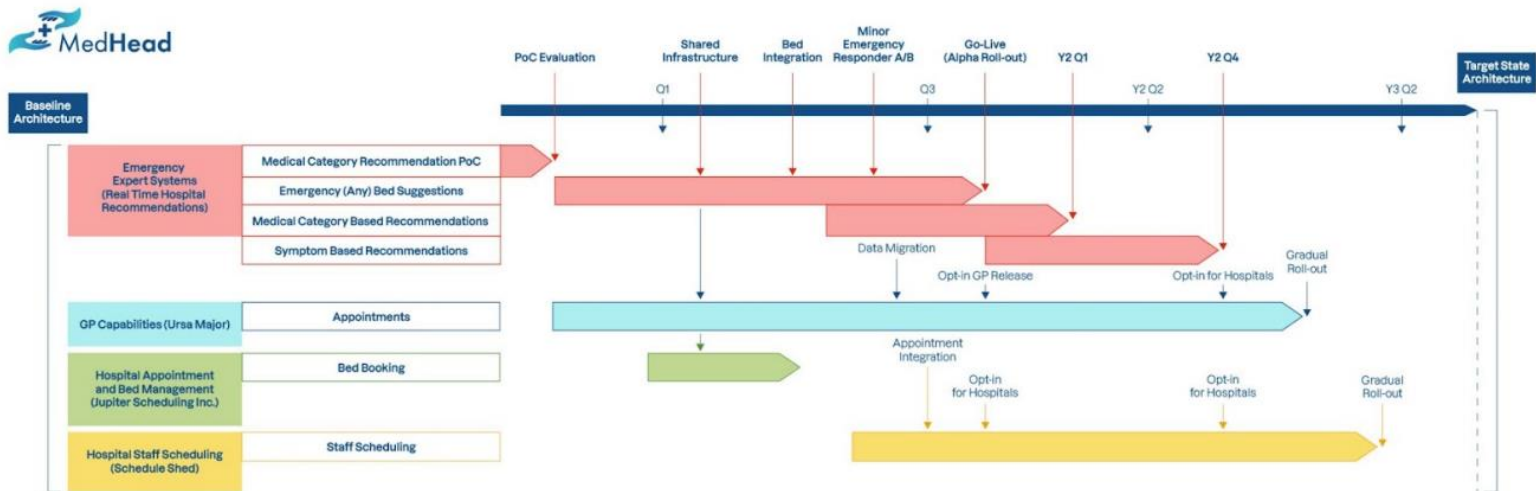 MedHead
PoC Evaluation
Shared
Infrastructure
Bed
Integration
Minor
Emergency
Responder A/B
Go-Live
(Alpha Roll-out)
Y2 Q1
Y2 Q4
Target State
Architecture
Q1
Q3
Y2 Q2
Y3 Q2
Baseline
Architecture
Emergency
Expert Systems
(Real Time Hospital
Recommendations)
Medical Category Recommendation PoC
Emergency (Any) Bed Suggestions
Medical Category Based Recommendations
Symptom Based Recommendations
Data Migration
Opt-in GP Release
Opt-in for Hospitals
Gradual
Roll-out
GP Capabilities (Ursa Major)
Appointments
Hospital Appointment
and Bed Management
(Jupiter Scheduling Inc.)
Bed Booking
Appointment
Integration
Opt-in
for Hospitals
Opt-in
for Hospitals
Gradual
Roll-out
Hospital Staff Scheduling
(Schedule Shed)
Staff Scheduling